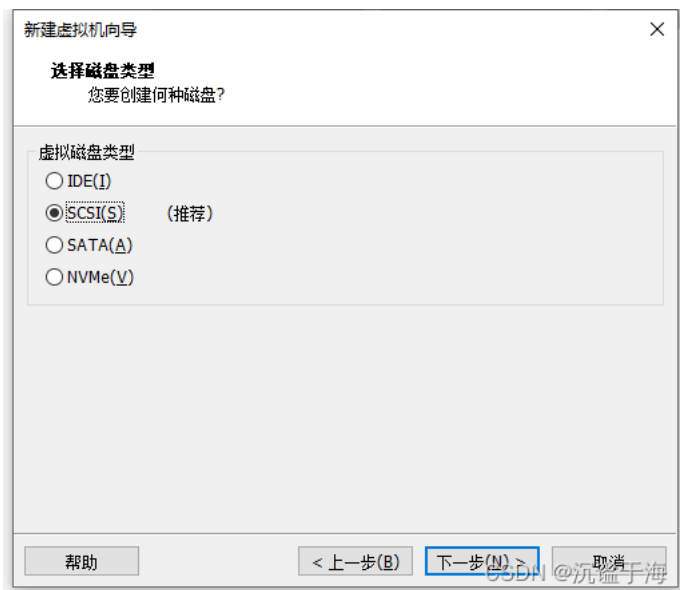 新建虚拟机向导
选择磁盘类型
您要创建何种磁盘?
虚拟磁盘类型
IDE(I)
SCSI(S) (推荐)
SATA(A)
NVMe(V)
帮助 < 上一步(B) 下一步(N) > 取消
CSDN @沉谧于海